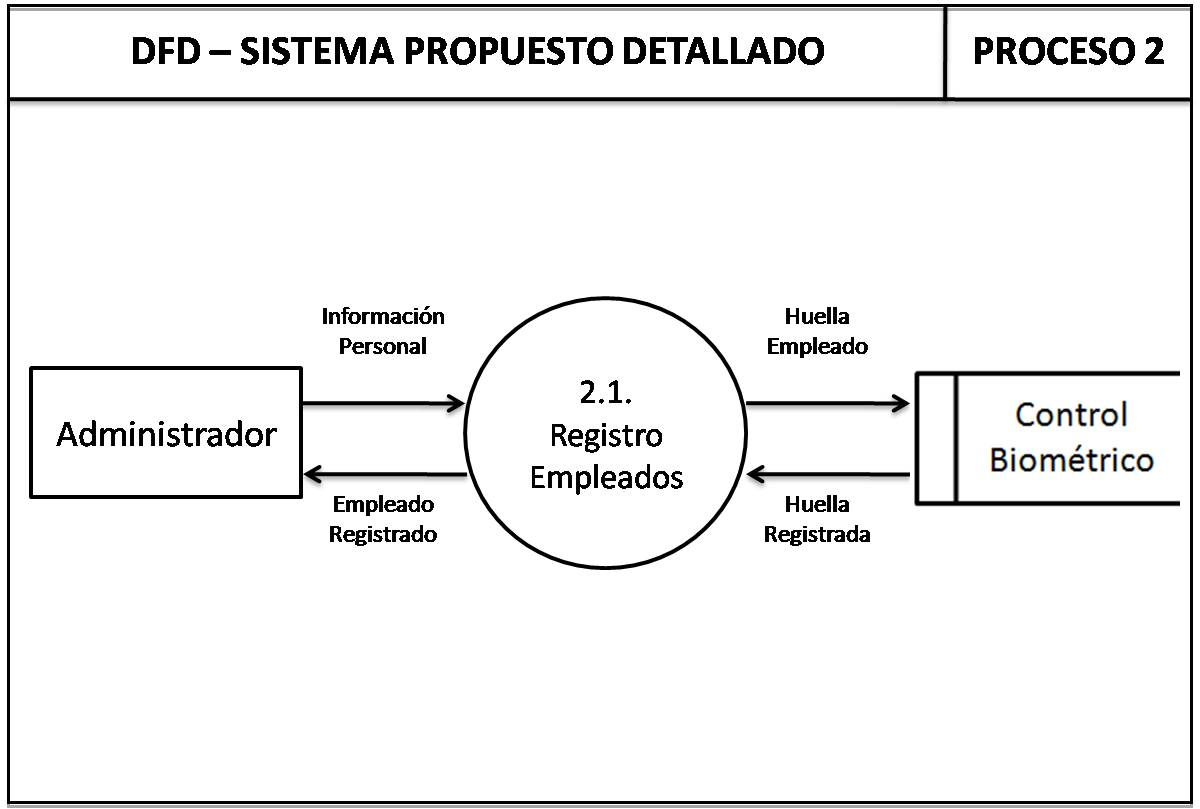 DFD – SISTEMA PROPUESTO DETALLADO
PROCESO 2
Información
Personal
Huella
Empleado
Administrador
2.1.
Registro
Empleados
Control
Biométrico
Empleado
Registrado
Huella
Registrada